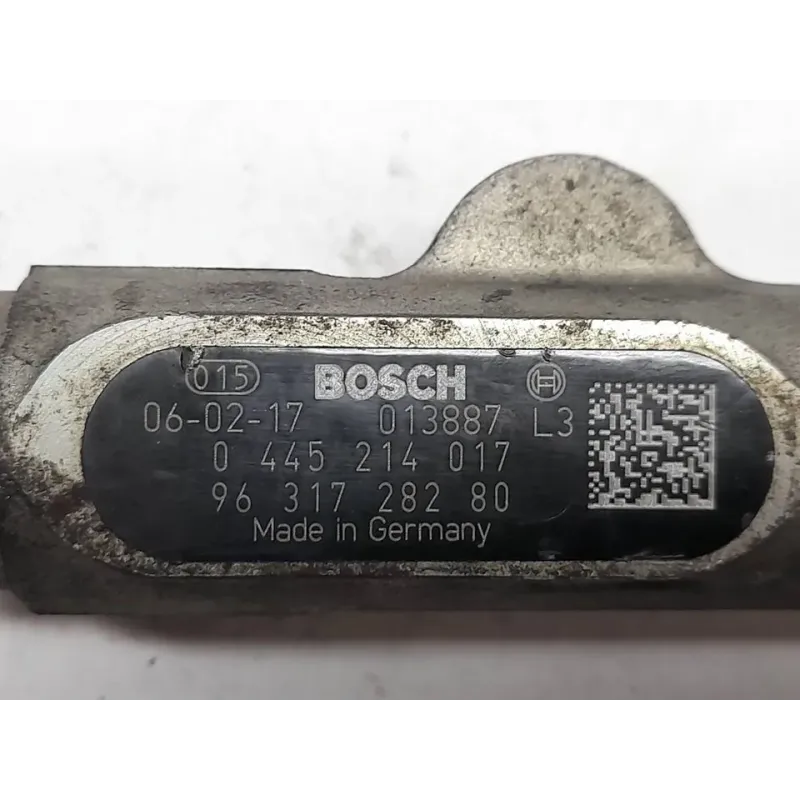 015 BOSCH
06-02-17 013887 L3
0 445 214 017
96 317 282 80
Made in Germany